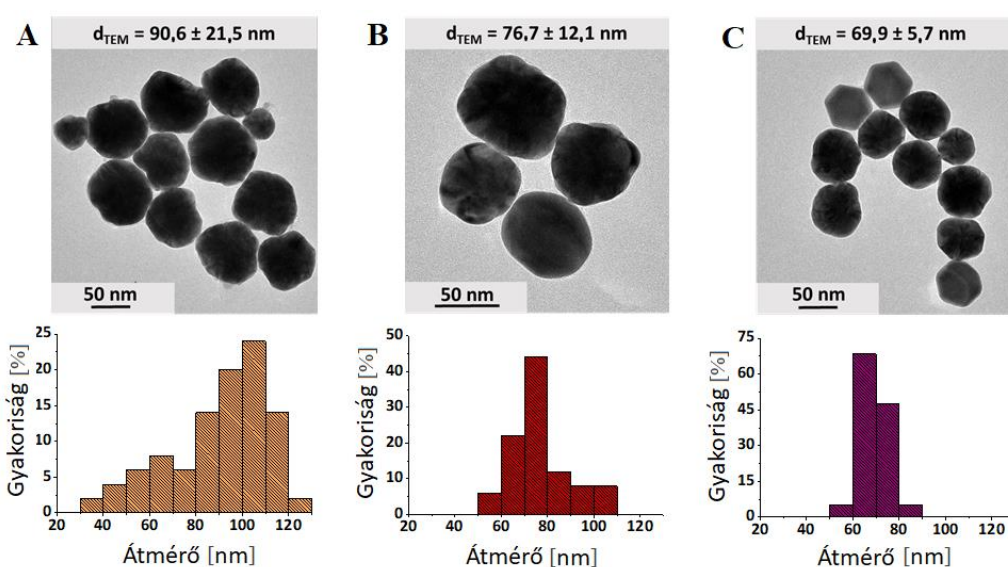 A
d_TEM = 90,6 ± 21,5 nm
50 nm
Gyakoriság [%]
25
20
15
10
5
0
20 40 60 80 100 120
Átmérő [nm]
B
d_TEM = 76,7 ± 12,1 nm
50 nm
Gyakoriság [%]
50
40
30
20
10
0
20 40 60 80 100 120
Átmérő [nm]
C
d_TEM = 69,9 ± 5,7 nm
50 nm
Gyakoriság [%]
75
60
45
30
15
0
20 40 60 80 100 120
Átmérő [nm]